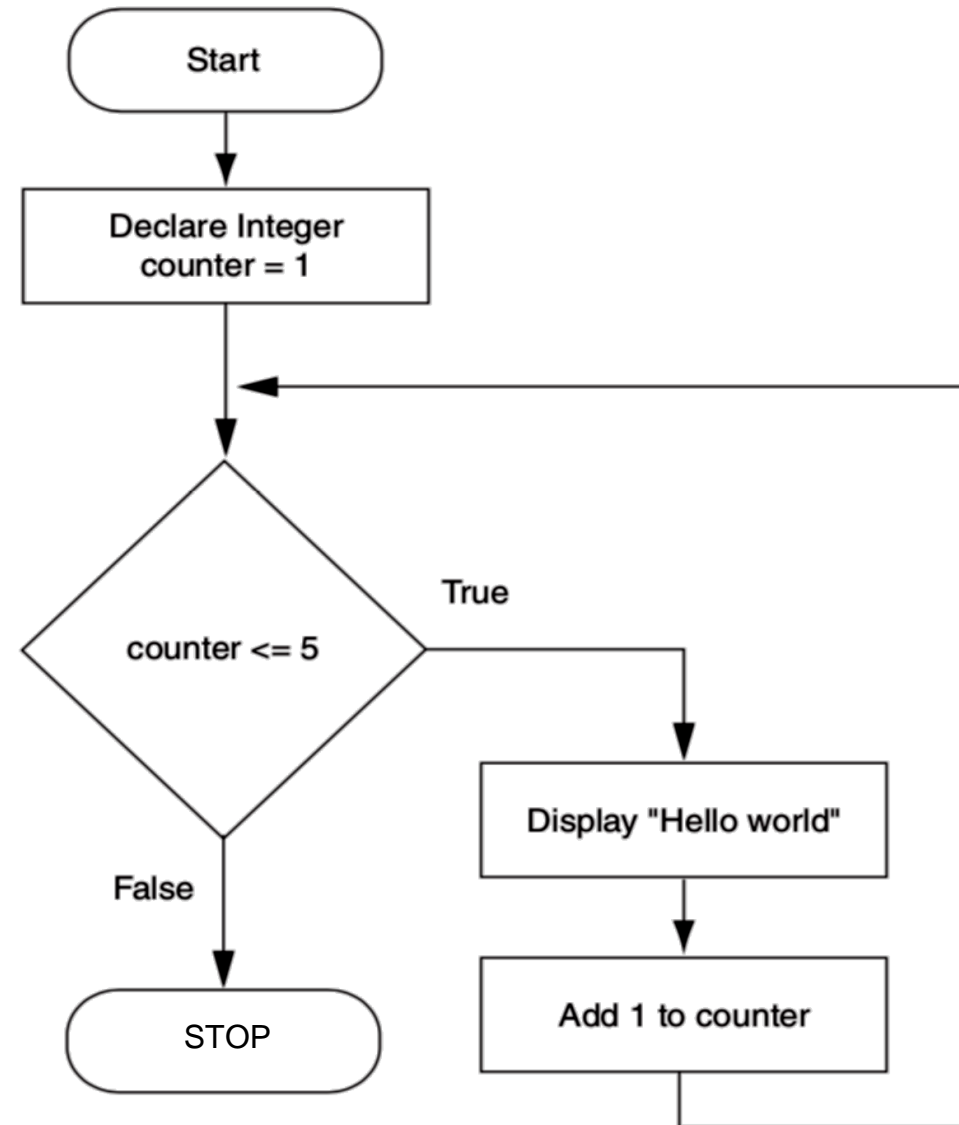 Start
Declare Integer
counter = 1
counter <= 5
True
Display "Hello world"
Add 1 to counter
False
STOP